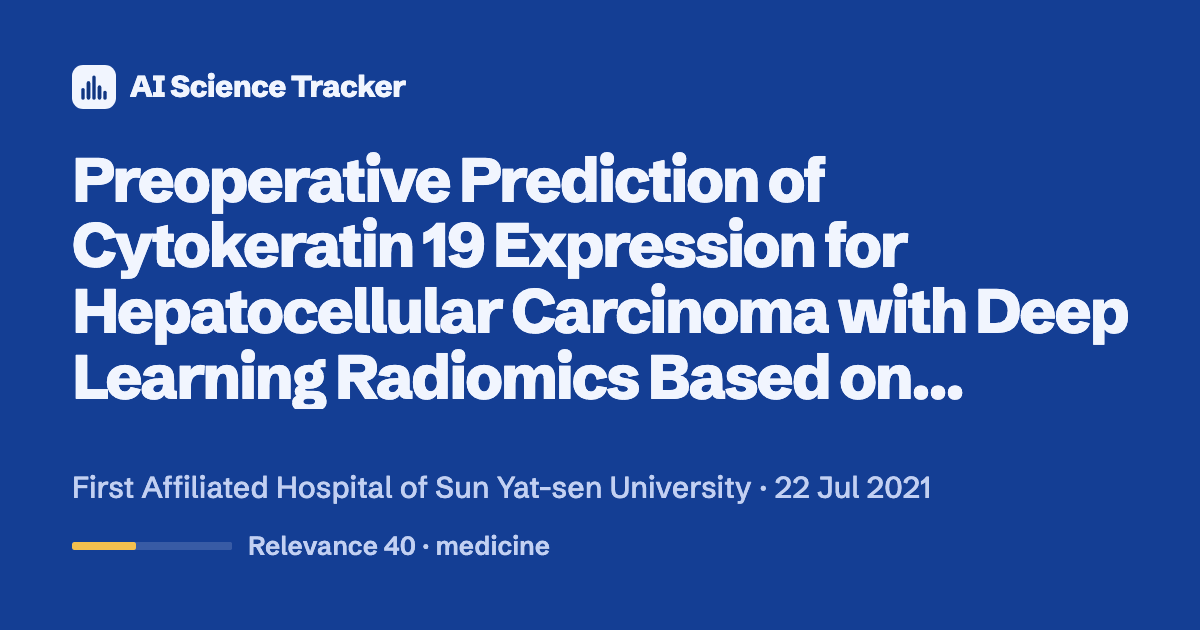 AI Science Tracker
Preoperative Prediction of
Cytokeratin 19 Expression for
Hepatocellular Carcinoma with Deep
Learning Radiomics Based on...
First Affiliated Hospital of Sun Yat-sen University · 22 Jul 2021
Relevance 40 · medicine